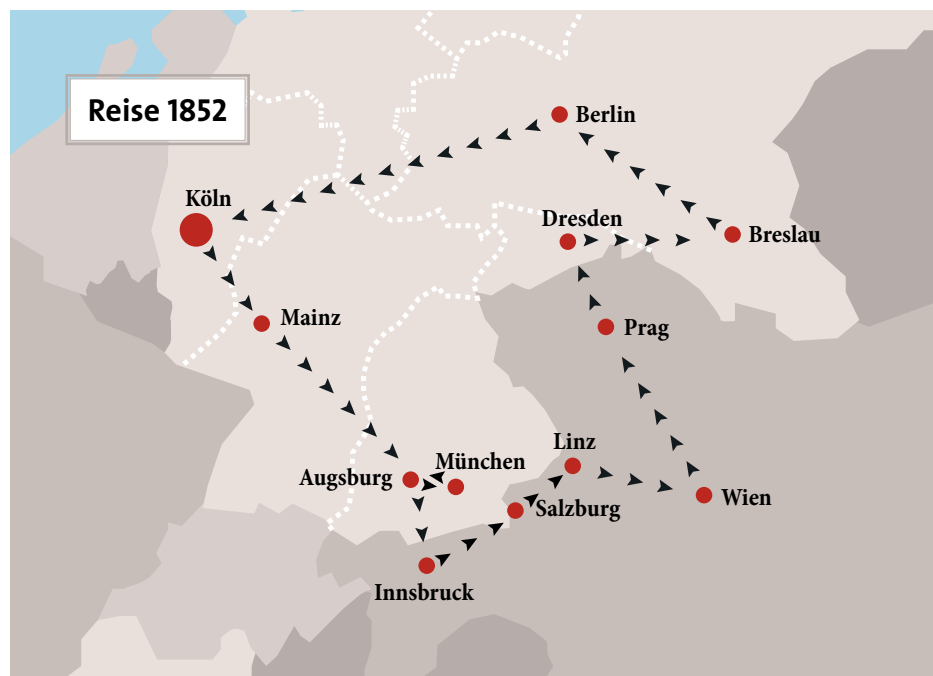 Reise 1852
Berlin
Köln
Dresden
Breslau
Mainz
Prag
Linz
München
Augsburg
Wien
Salzburg
Innsbruck